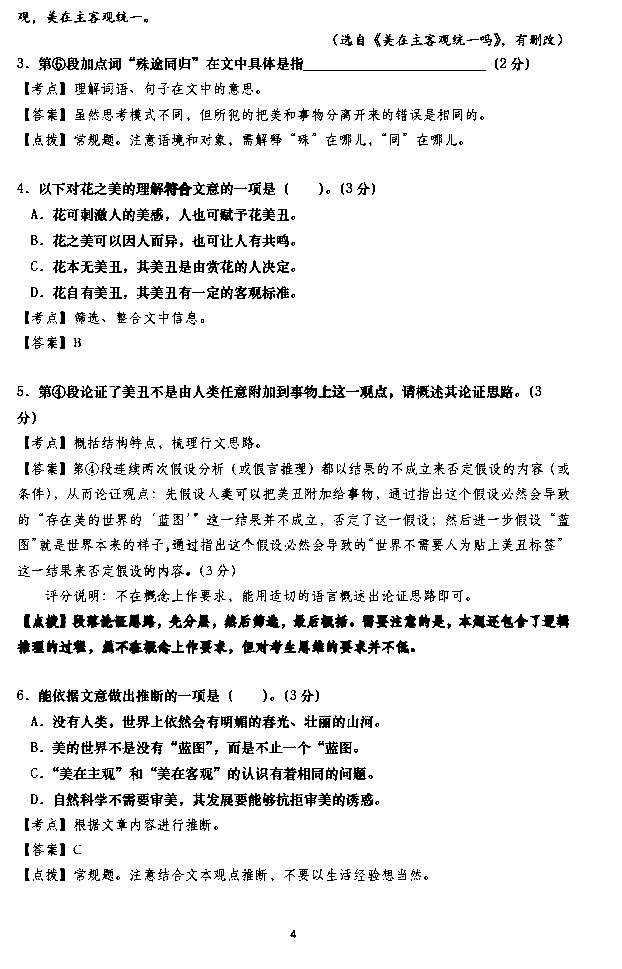 观，美在主客观统一。
（选自《美在主客观统一吗》，有删改）
3．第⑥段加点词“殊途同归”在文中具体是指__________________________（2分）
【考点】理解词语、句子在文中的意思。
【答案】虽然思考模式不同，但所犯的把美和事物分离开来的错误是相同的。
【点拨】常规题。注意语境和对象，需解释“殊”在哪儿，“同”在哪儿。
4．以下对花之美的理解符合文意的一项是（　　）。（3分）
A．花可刺激人的美感，人也可赋予花美丑。
B．花之美可以因人而异，也可让人有共鸣。
C．花本无美丑，其美丑是由赏花的人决定。
D．花自有美丑，其美丑有一定的客观标准。
【考点】筛选、整合文中信息。
【答案】B
5．第④段论证了美丑不是由人类任意附加到事物上这一观点，请概述其论证思路。（3
分）
【考点】概括结构特点，梳理行文思路。
【答案】第④段连续两次假设分析（或假言推理）都以结果的不成立来否定假设的内容（或
条件），从而论证观点：先假设人类可以把美丑附加给事物，通过指出这个假设必然会导致
的“存在美的世界的‘蓝图’”这一结果并不成立，否定了这一假设；然后进一步假设“蓝
图”就是世界本来的样子,通过指出这个假设必然会导致的“世界不需要人为贴上美丑标签”
这一结果来否定假设的内容。（3分）
评分说明：不在概念上作要求，能用适切的语言概述出论证思路即可。
【点拨】段落论证思路，先分层，然后筛选，最后概括。需要注意的是，本题还包含了逻辑
推理的过程，虽不在概念上作要求，但对考生思维的要求并不低。
6．能依据文意做出推断的一项是（　　）。（3分）
A．没有人类，世界上依然会有明媚的春光、壮丽的山河。
B．美的世界不是没有“蓝图”，而是不止一个“蓝图。
C．“美在主观”和“美在客观”的认识有着相同的问题。
D．自然科学不需要审美，其发展要能够抗拒审美的诱惑。
【考点】根据文章内容进行推断。
【答案】C
【点拨】常规题。注意结合文本观点推断，不要以生活经验想当然。
4